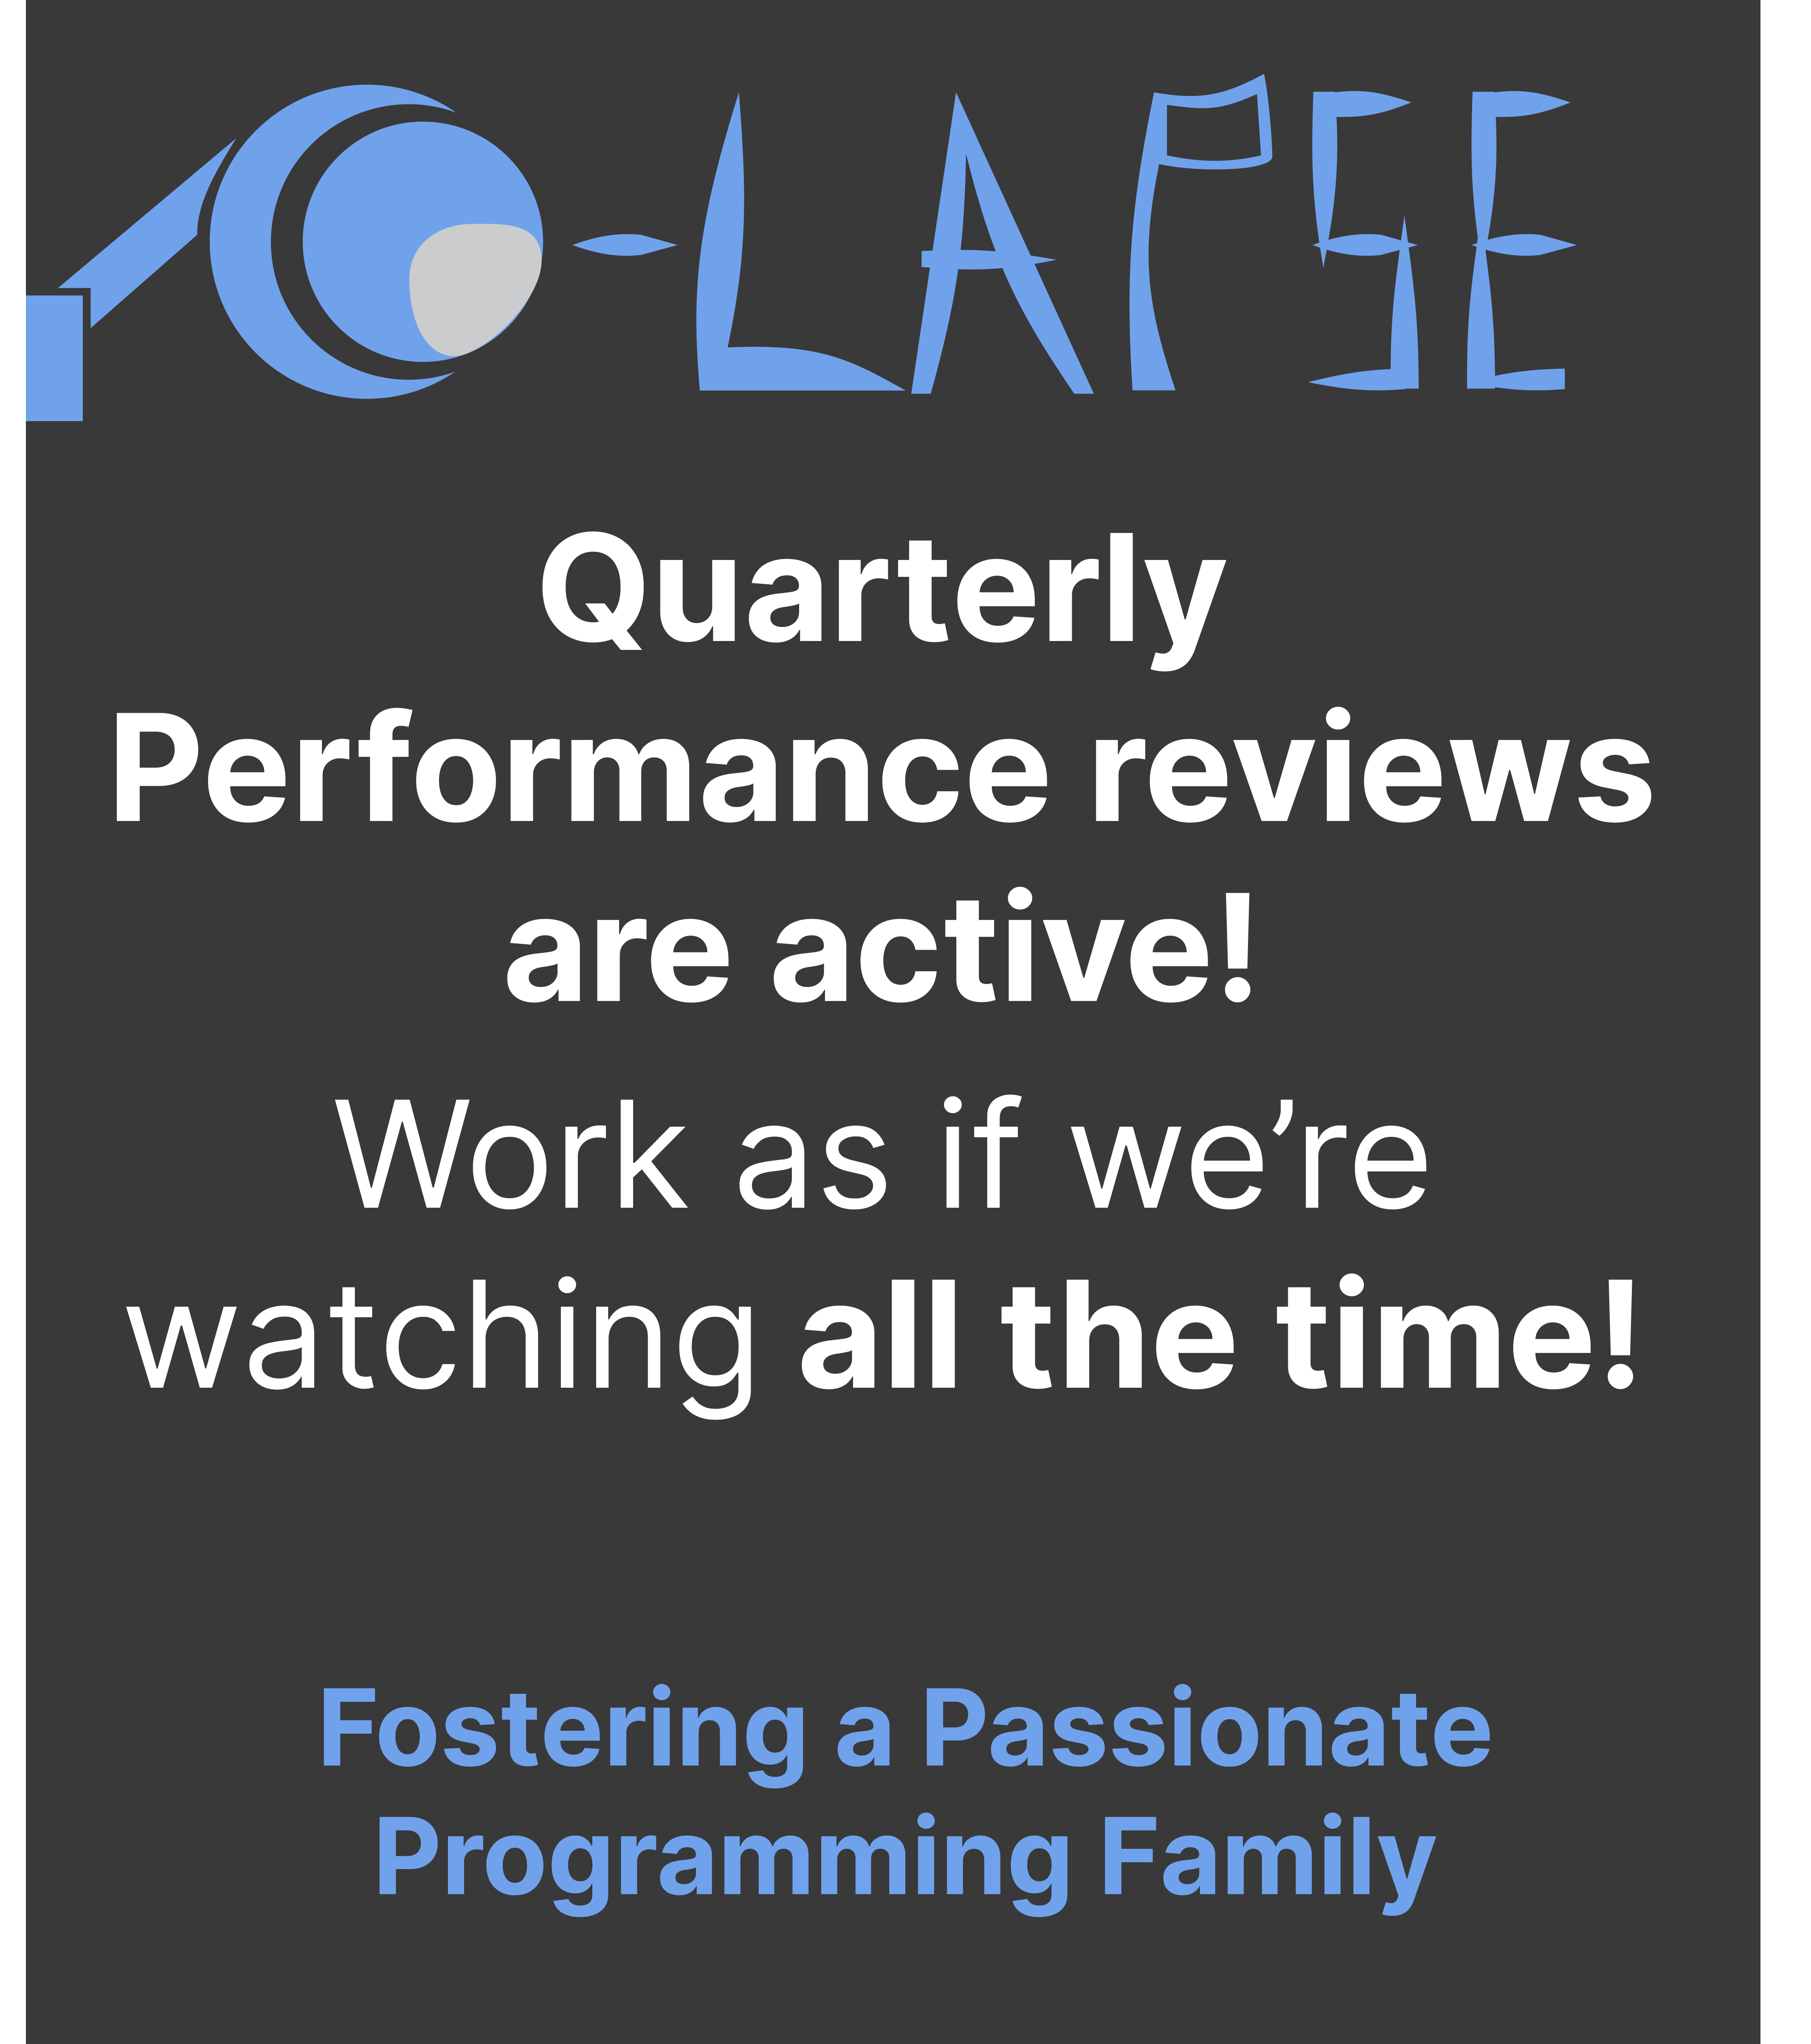 CO-LAPSE
Quarterly
Performance reviews
are active!
Work as if we’re
watching all the time!
Fostering a Passionate
Programming Family